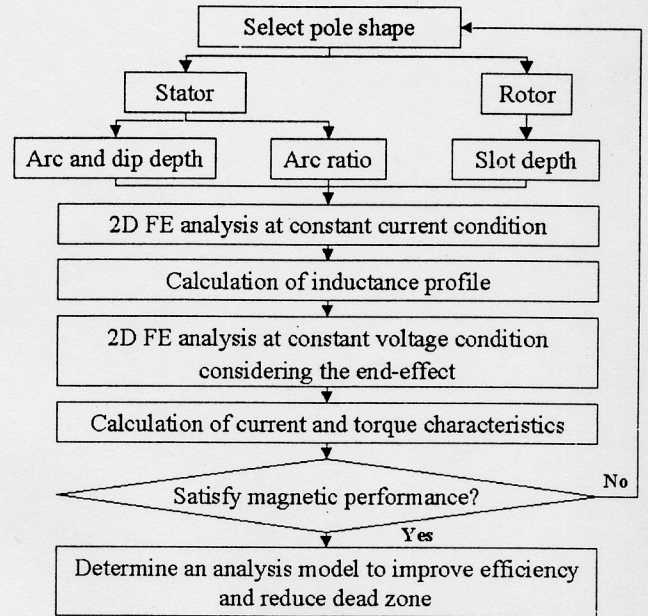 Select pole shape
Stator
Rotor
Arc and dip depth
Arc ratio
Slot depth
2D FE analysis at constant current condition
Calculation of inductance profile
2D FE analysis at constant voltage condition
considering the end-effect
Calculation of current and torque characteristics
Satisfy magnetic performance?
No
Yes
Determine an analysis model to improve efficiency
and reduce dead zone